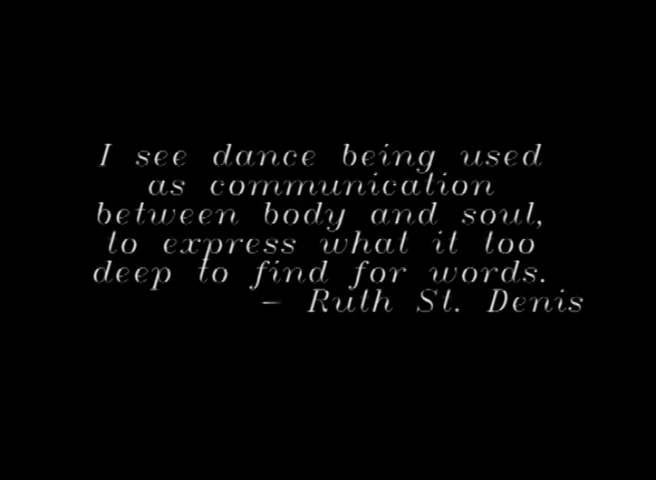 I see dance being used
as communication
between body and soul,
to express what it too
deep to find for words.
– Ruth St. Denis